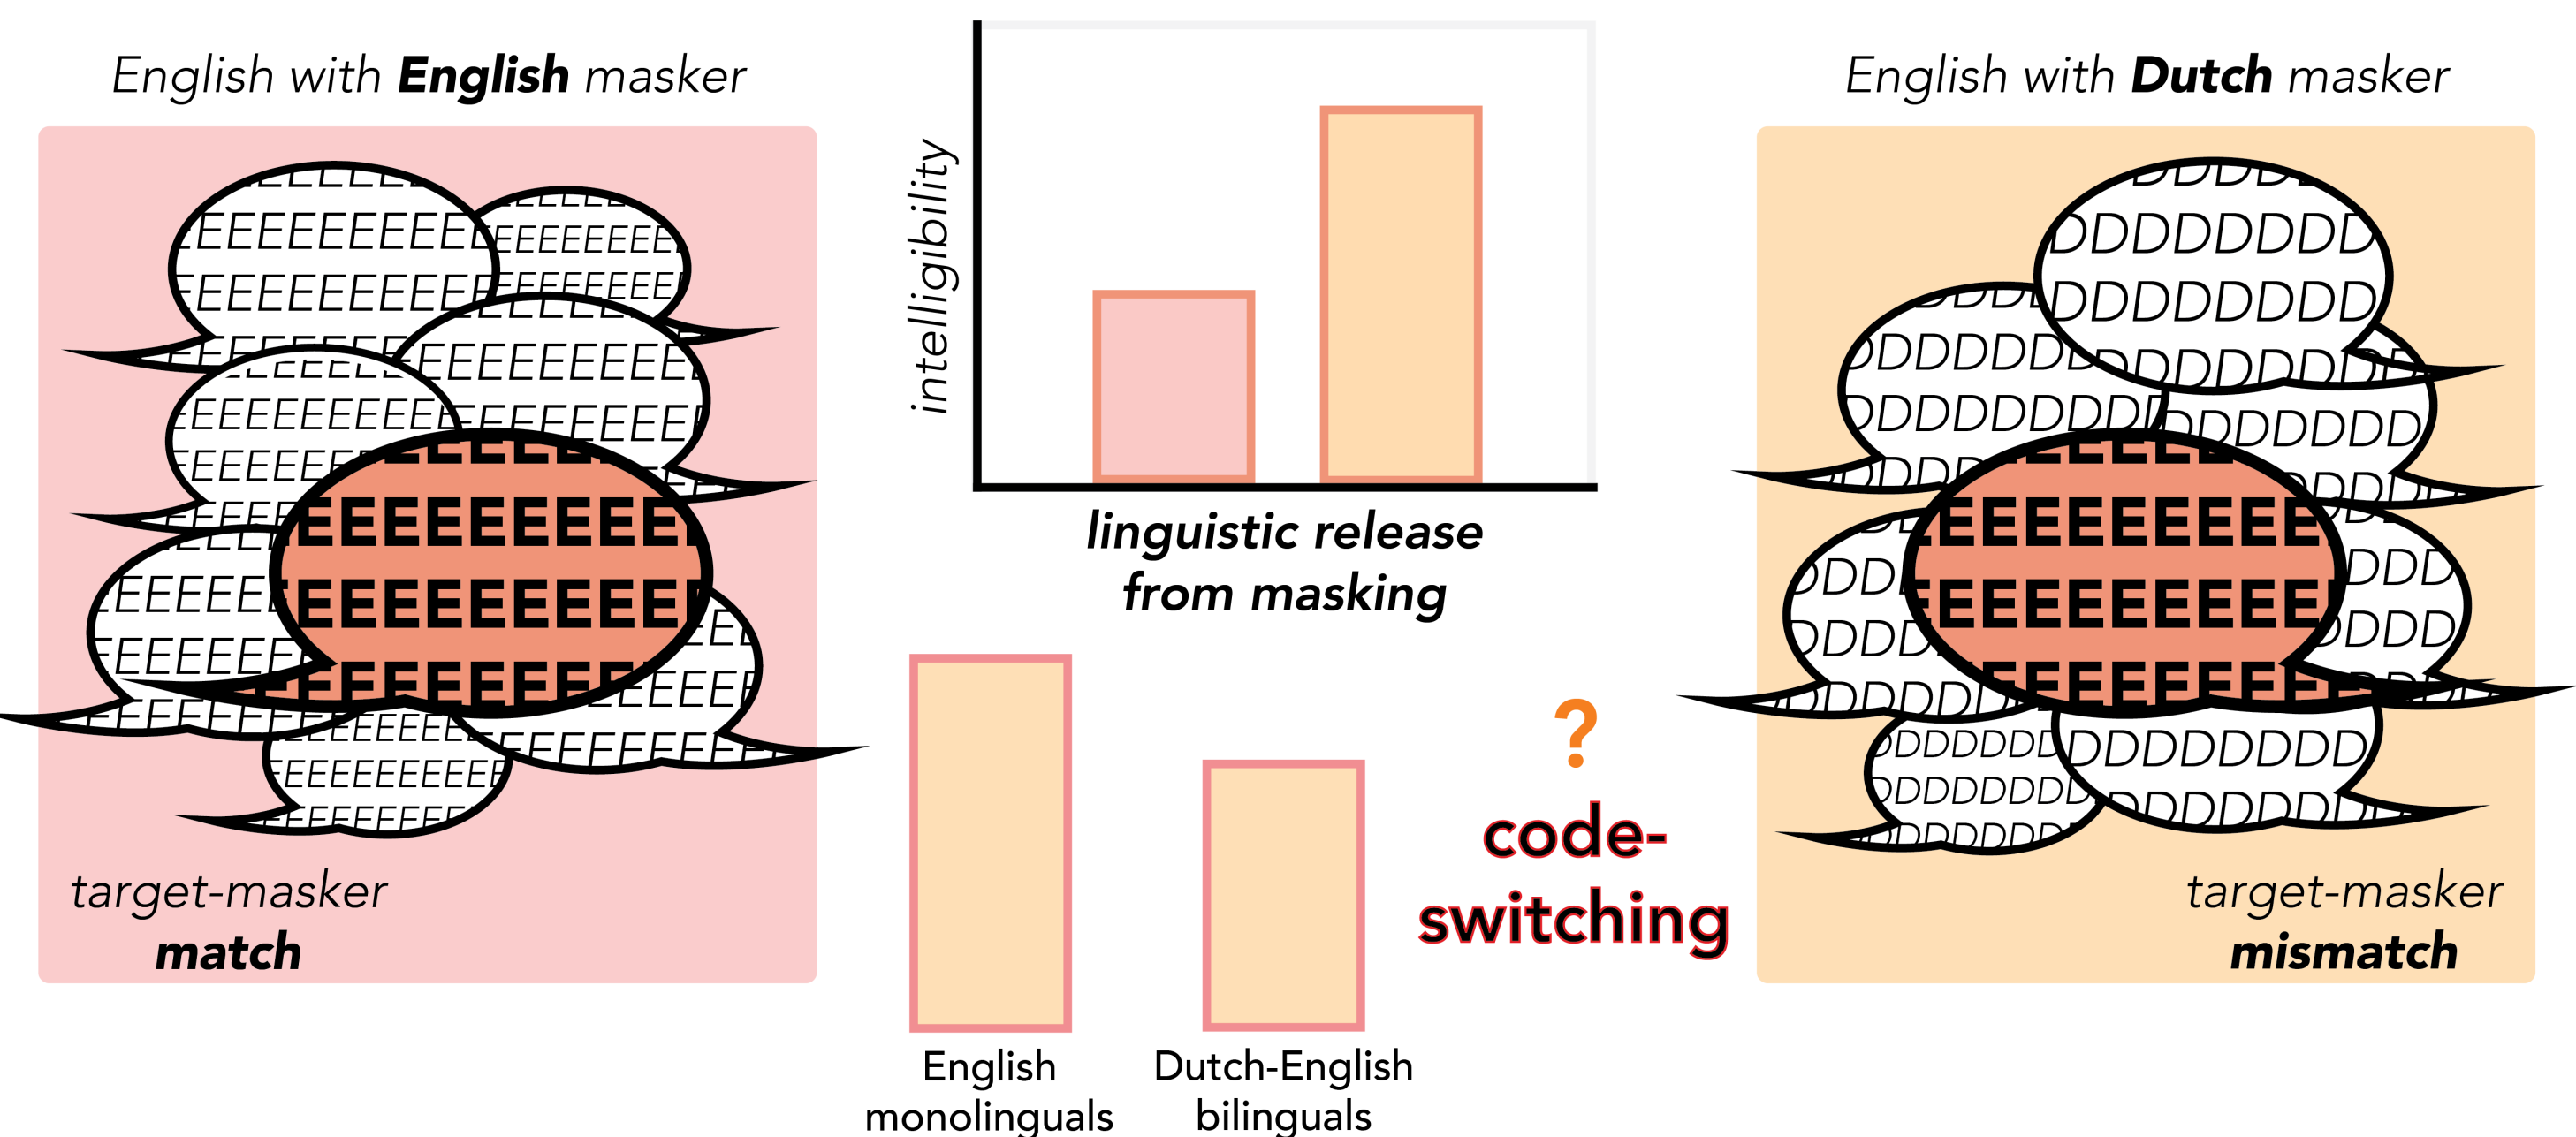 English with English masker
target-masker
match
intelligibility
linguistic release
from masking
English
monolinguals
Dutch-English
bilinguals
?
code-
switching
English with Dutch masker
target-masker
mismatch